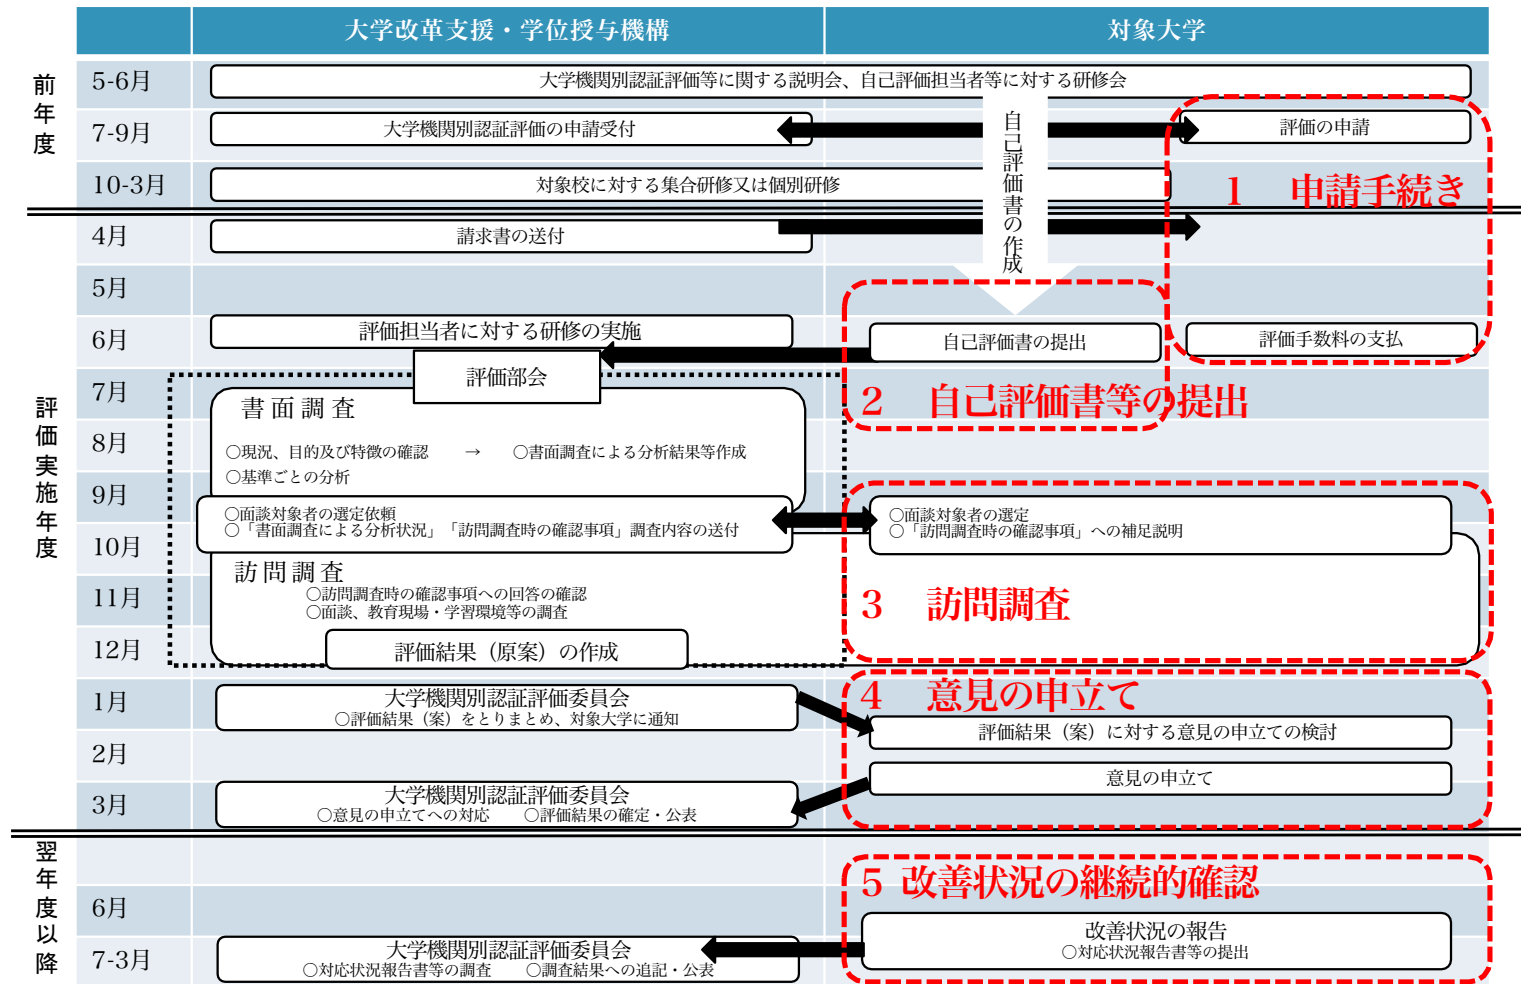 大学改革支援・学位授与機構
対象大学
前年度
5-6月
大学機関別認証評価等に関する説明会、自己評価担当者等に対する研修会
7-9月
大学機関別認証評価の申請受付
自己評価書の作成
評価の申請
10-3月
対象校に対する集合研修又は個別研修
1 申請手続き
評価実施年度
4月
請求書の送付
5月
6月
評価担当者に対する研修の実施
自己評価書の提出
評価手数料の支払
評価部会
7月
書面調査
2 自己評価書等の提出
8月
○現況、目的及び特徴の確認 → ○書面調査による分析結果等作成
○基準ごとの分析
9月
○面談対象者の選定依頼
○「書面調査による分析状況」「訪問調査時の確認事項」調査内容の送付
○面談対象者の選定
○「訪問調査時の確認事項」への補足説明
10月
訪問調査
11月
○訪問調査時の確認事項への回答の確認
○面談、教育現場・学習環境等の調査
3 訪問調査
12月
評価結果（原案）の作成
1月
大学機関別認証評価委員会
○評価結果（案）をとりまとめ、対象大学に通知
4 意見の申立て
評価結果（案）に対する意見の申立ての検討
2月
意見の申立て
3月
大学機関別認証評価委員会
○意見の申立てへの対応 ○評価結果の確定・公表
翌年度以降
5 改善状況の継続的確認
6月
改善状況の報告
○対応状況報告書等の提出
7-3月
大学機関別認証評価委員会
○対応状況報告書等の調査 ○調査結果への追記・公表